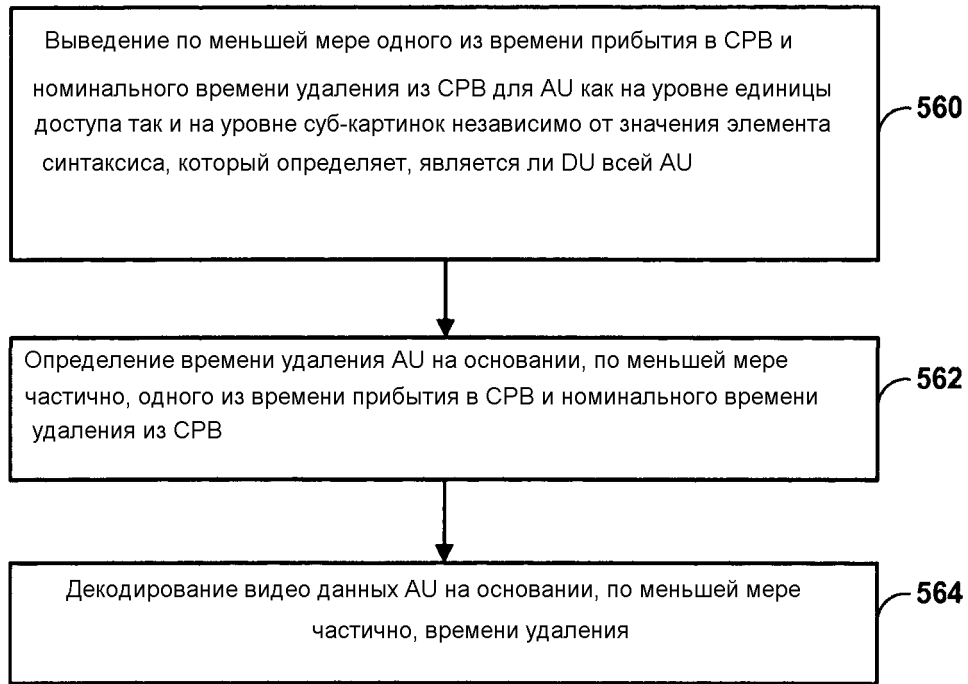 Выведение по меньшей мере одного из времени прибытия в CPB и
номинального времени удаления из CPB для AU как на уровне единицы
доступа так и на уровне суб-картинок независимо от значения элемента
синтаксиса, который определяет, является ли DU всей AU
560
Определение времени удаления AU на основании, по меньшей мере
частично, одного из времени прибытия в CPB и номинального времени
удаления из CPB
562
Декодирование видео данных AU на основании, по меньшей мере
частично, времени удаления
564